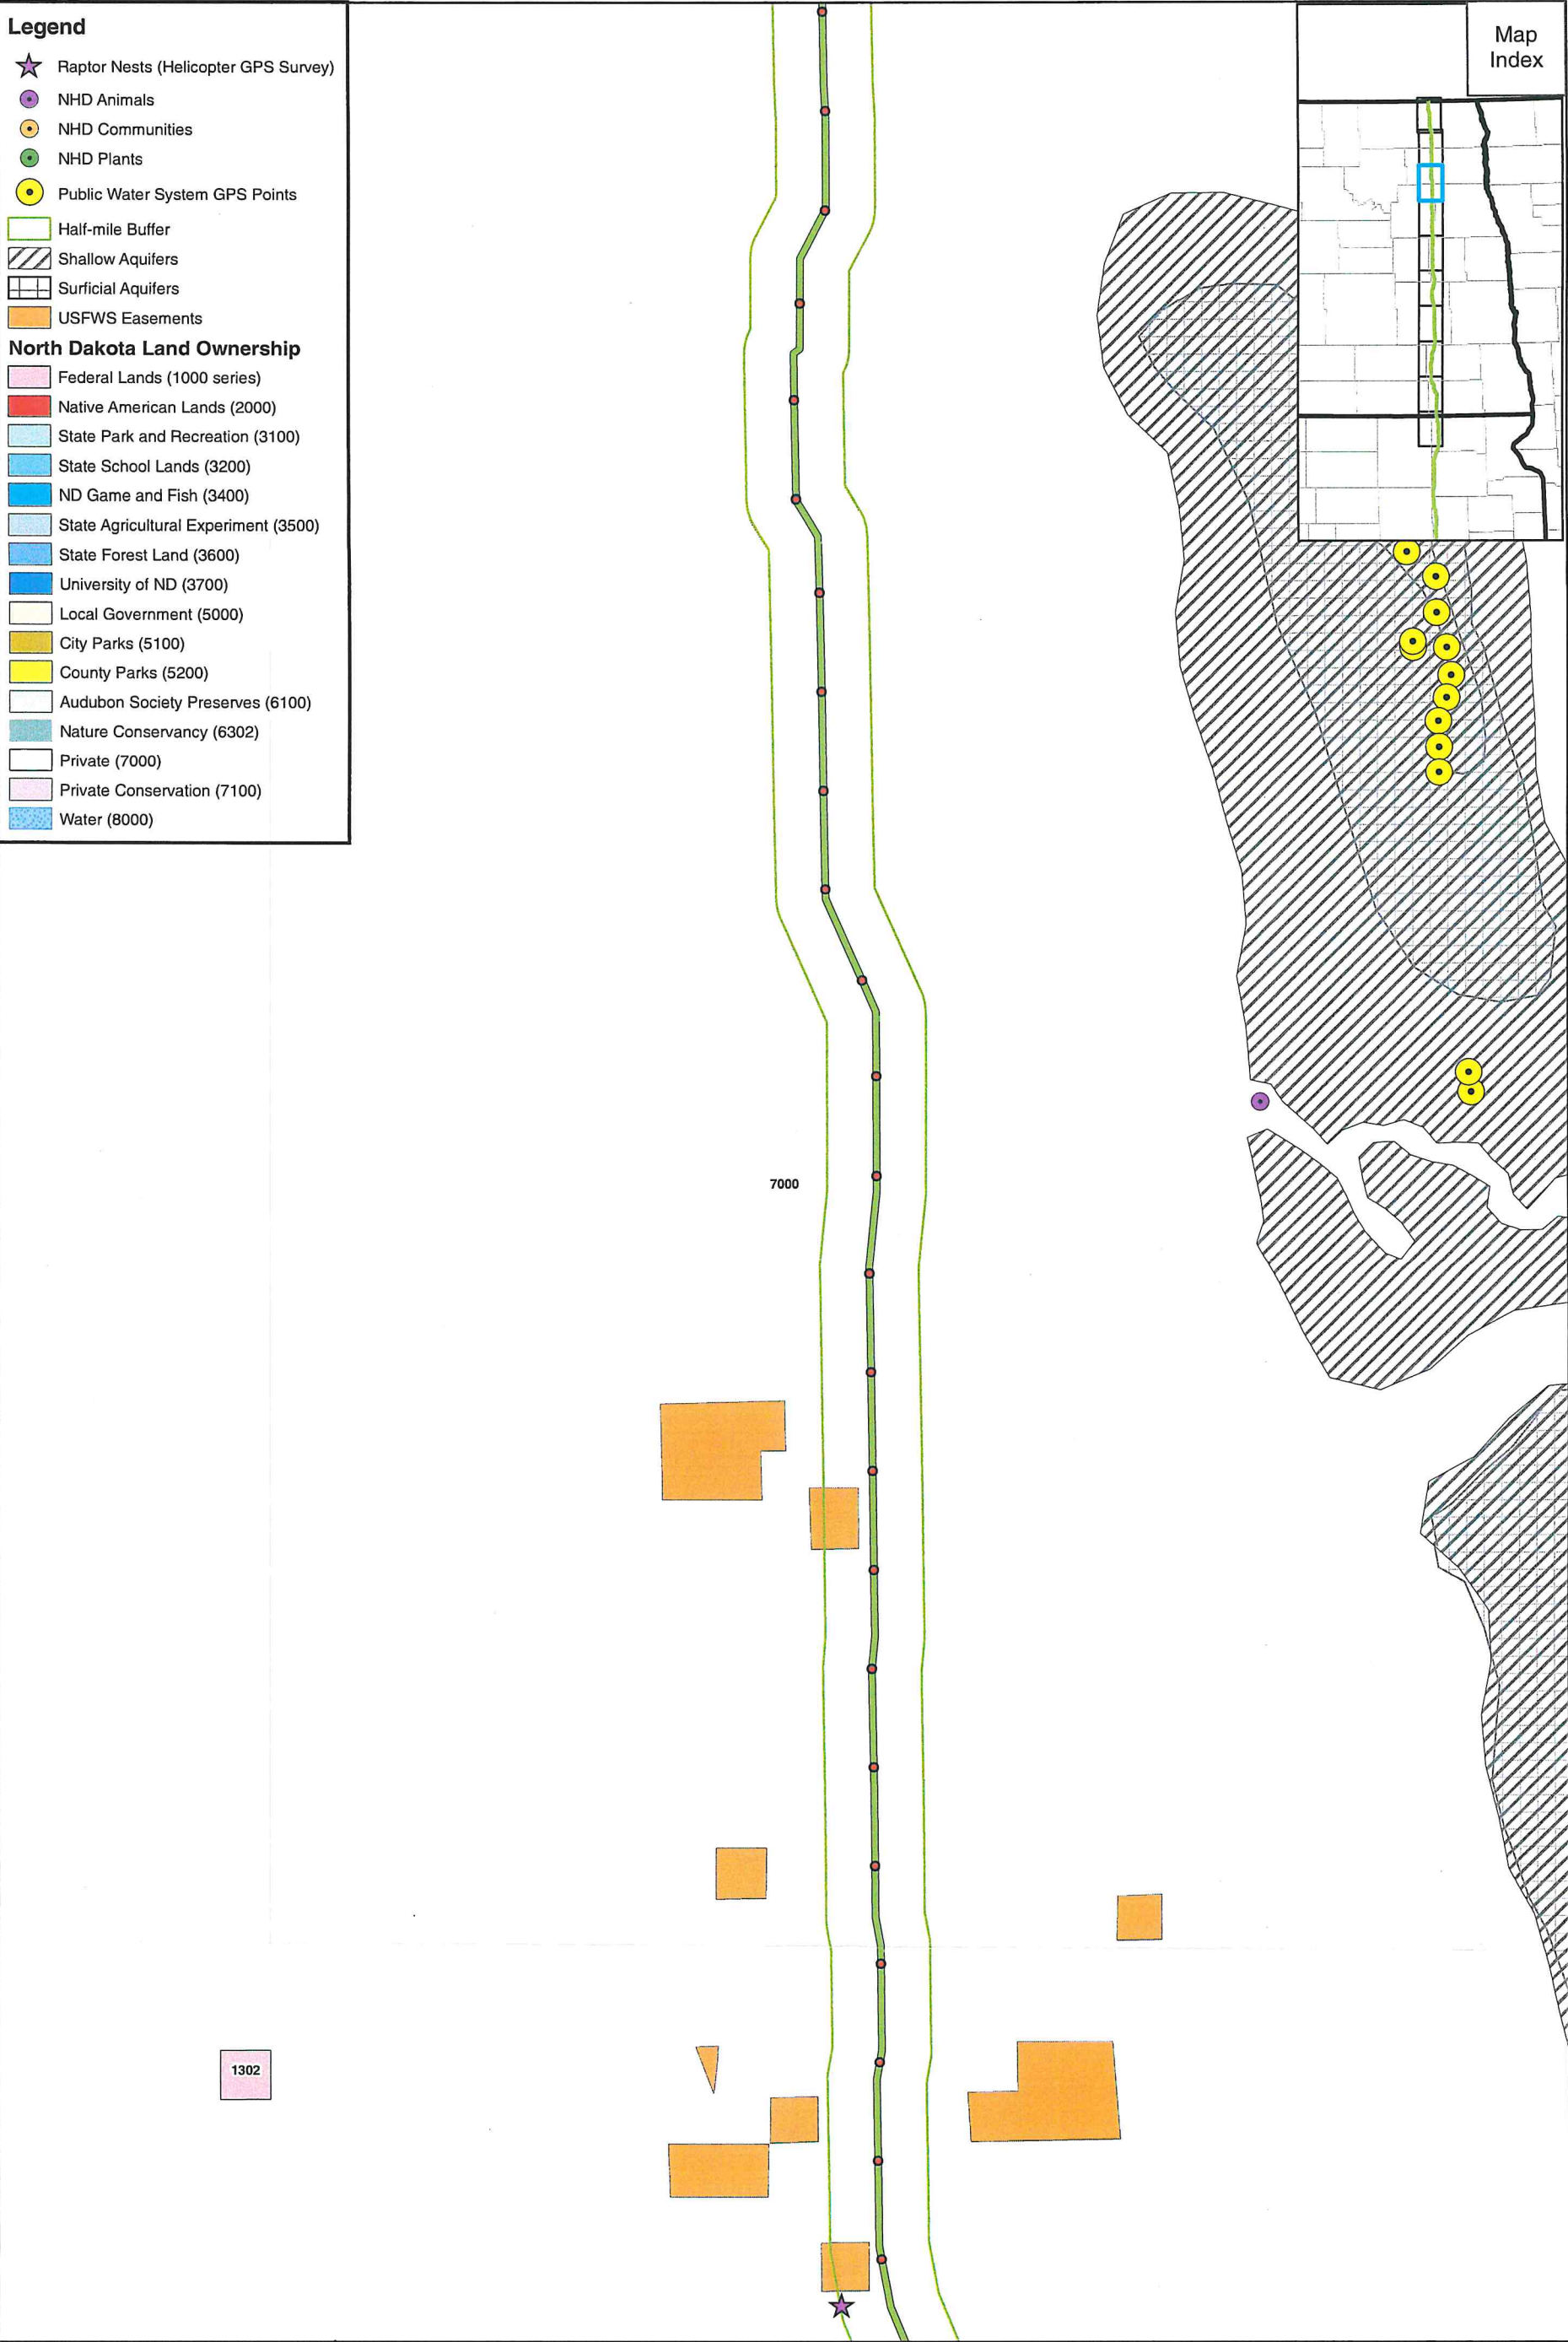 Legend
Raptor Nests (Helicopter GPS Survey)
NHD Animals
NHD Communities
NHD Plants
Public Water System GPS Points
Half-mile Buffer
Shallow Aquifers
Surficial Aquifers
USFWS Easements
North Dakota Land Ownership
Federal Lands (1000 series)
Native American Lands (2000)
State Park and Recreation (3100)
State School Lands (3200)
ND Game and Fish (3400)
State Agricultural Experiment (3500)
State Forest Land (3600)
University of ND (3700)
Local Government (5000)
City Parks (5100)
County Parks (5200)
Audubon Society Preserves (6100)
Nature Conservancy (6302)
Private (7000)
Private Conservation (7100)
Water (8000)
Map
Index
7000
1302